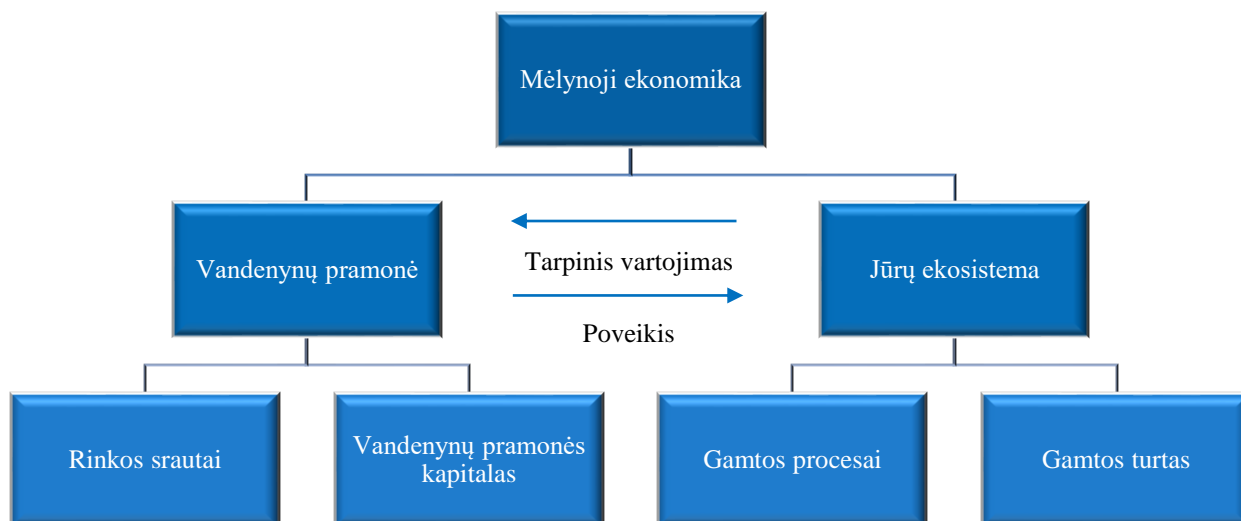 Mėlynoji ekonomika
Vandenynų pramonė
Tarpinis vartojimas
Poveikis
Jūrų ekosistema
Rinkos srautai
Vandenynų pramonės
kapitalas
Gamtos procesai
Gamtos turtas